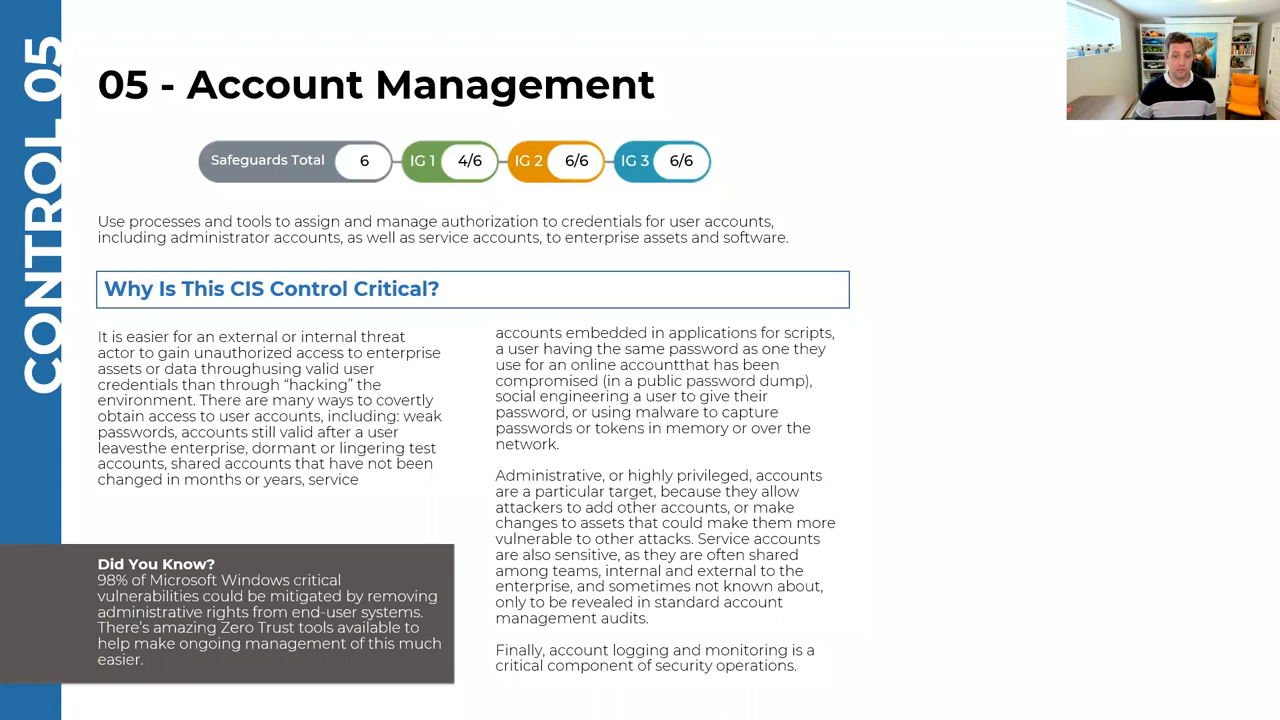 CONTROL 05
05 - Account Management
Safeguards Total 6 IG 1 4/6 IG 2 6/6 IG 3 6/6
Use processes and tools to assign and manage authorization to credentials for user accounts,
including administrator accounts, as well as service accounts, to enterprise assets and software.
Why Is This CIS Control Critical?
It is easier for an external or internal threat
actor to gain unauthorized access to enterprise
assets or data throughusing valid user
credentials than through “hacking” the
environment. There are many ways to covertly
obtain access to user accounts, including: weak
passwords, accounts still valid after a user
leavesthe enterprise, dormant or lingering test
accounts, shared accounts that have not been
changed in months or years, service
accounts embedded in applications for scripts,
a user having the same password as one they
use for an online accountthat has been
compromised (in a public password dump),
social engineering a user to give their
password, or using malware to capture
passwords or tokens in memory or over the
network.
Administrative, or highly privileged, accounts
are a particular target, because they allow
attackers to add other accounts, or make
changes to assets that could make them more
vulnerable to other attacks. Service accounts
are also sensitive, as they are often shared
among teams, internal and external to the
enterprise, and sometimes not known about,
only to be revealed in standard account
management audits.
Finally, account logging and monitoring is a
critical component of security operations.
Did You Know?
98% of Microsoft Windows critical
vulnerabilities could be mitigated by removing
administrative rights from end-user systems.
There’s amazing Zero Trust tools available to
help make ongoing management of this much
easier.